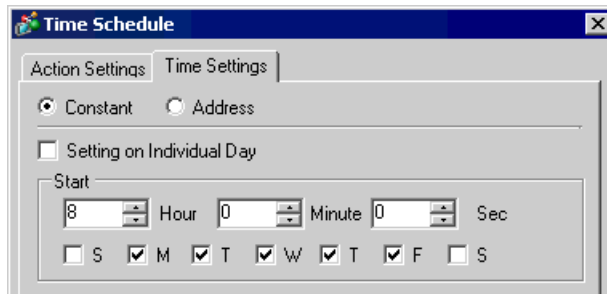 Time Schedule
Action Settings Time Settings
Constant Address
Setting on Individual Day
Start
8 Hour 0 Minute 0 Sec
S M T W T F S